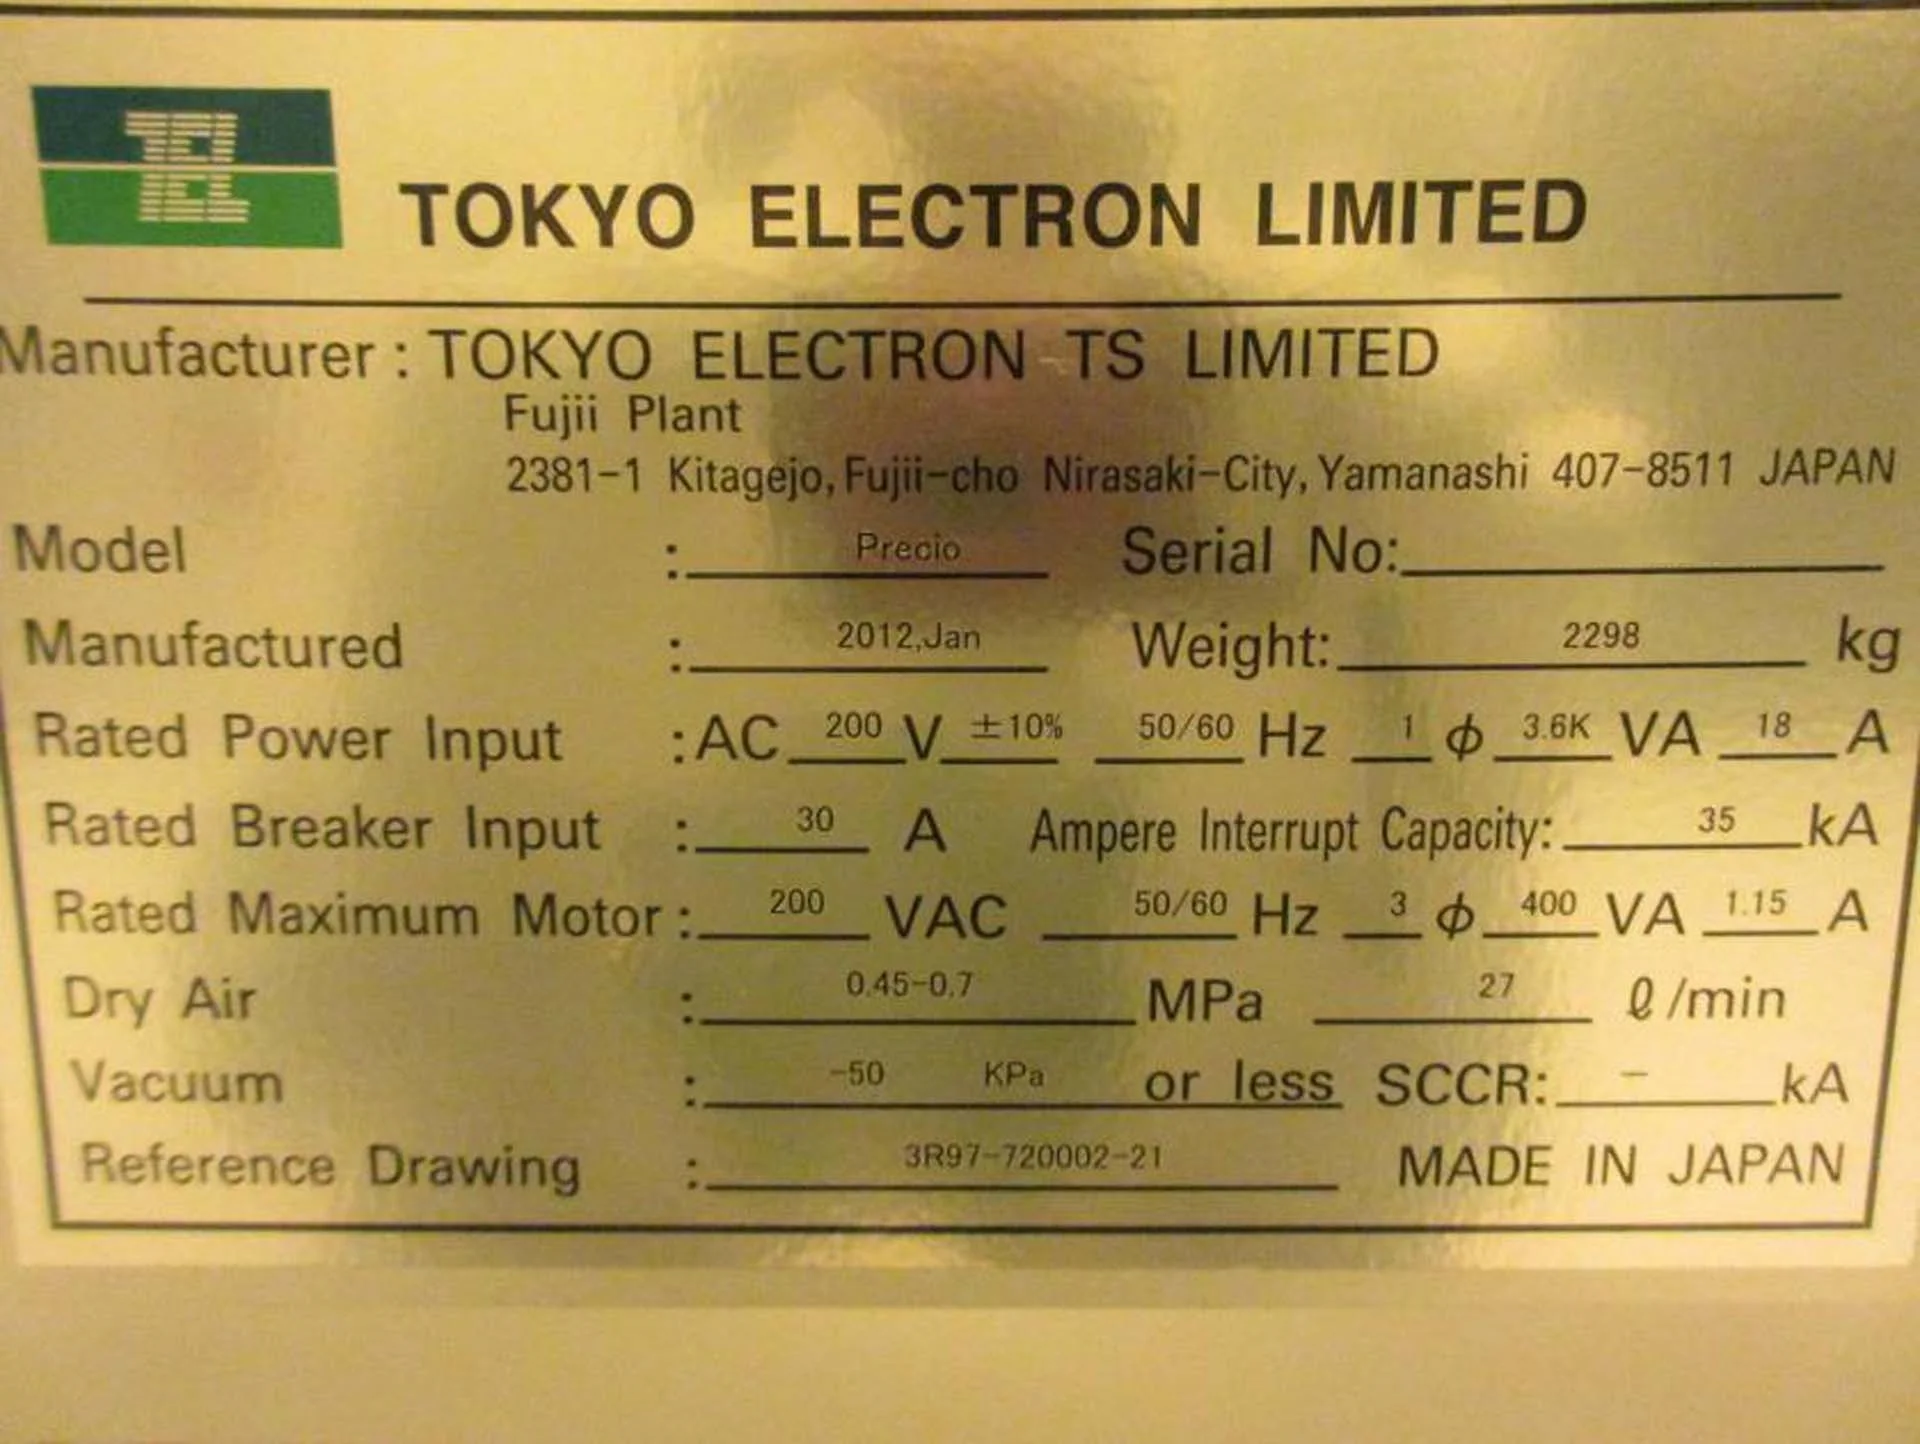 TEL
TOKYO ELECTRON LIMITED
Manufacturer : TOKYO ELECTRON TS LIMITED
Fujii Plant
2381-1 Kitagejo, Fujii-cho Nirasaki-City, Yamanashi 407-8511 JAPAN
Model : Precio Serial No:
Manufactured : 2012,Jan Weight: 2298 kg
Rated Power Input : AC 200 V ±10% 50/60 Hz 1 ϕ 3.6K VA 18 A
Rated Breaker Input : 30 A Ampere Interrupt Capacity: 35 kA
Rated Maximum Motor : 200 VAC 50/60 Hz 3 ϕ 400 VA 1.15 A
Dry Air : 0.45-0.7 MPa 27 ℓ/min
Vacuum : -50 KPa or less SCCR: - kA
Reference Drawing : 3R97-720002-21 MADE IN JAPAN